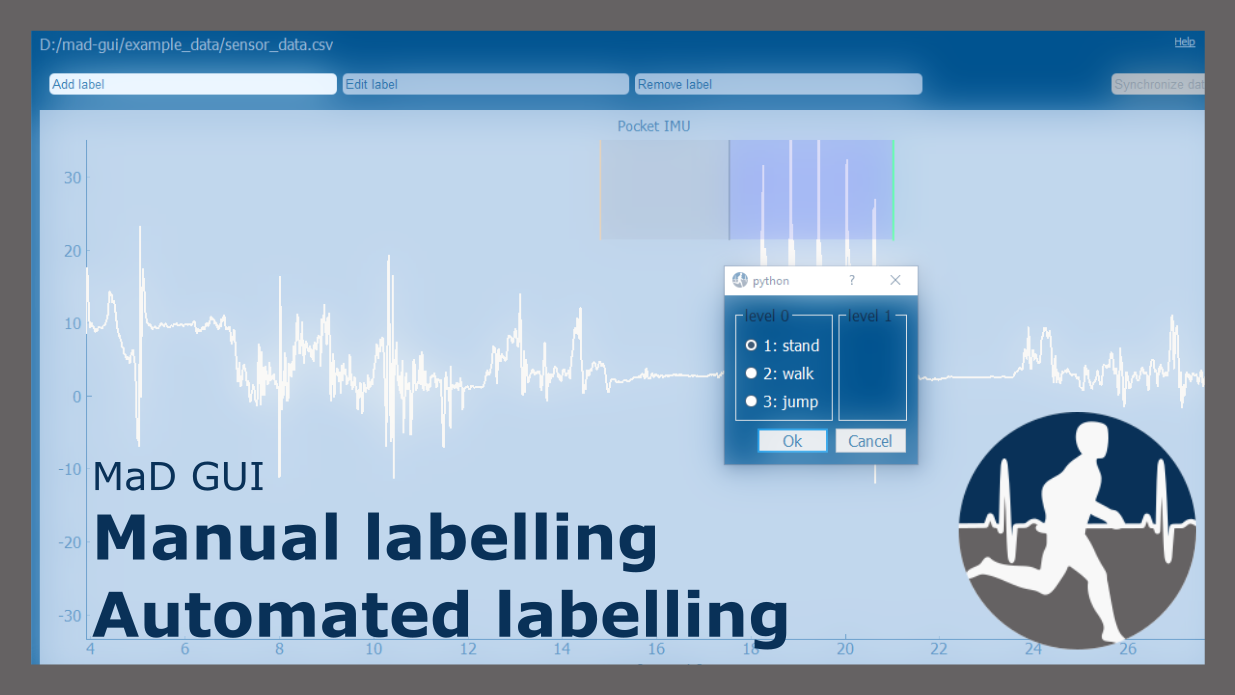 D:/mad-gui/example_data/sensor_data.csv
Help
Add label
Edit label
Remove label
Synchronize dat
Pocket IMU
30
20
10
0
-10
-20
-30
python
?
level 0
level 1
1: stand
2: walk
3: jump
Ok
Cancel
MaD GUI
Manual labelling
Automated labelling
4 6 8 10 12 14 16 18 20 22 24 26